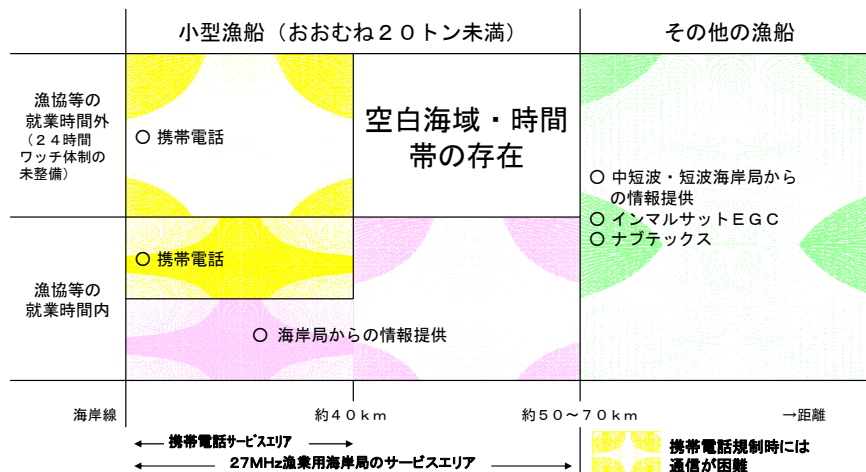 小型漁船（おおむね２０トン未満）
その他の漁船
漁協等の
就業時間外
（２４時間
ワッチ体制の
未整備）
○ 携帯電話
空白海域・時間
帯の存在
○ 中短波・短波海岸局から
の情報提供
○ インマルサットＥＧＣ
○ ナブテックス
漁協等の
就業時間内
○ 携帯電話
○ 海岸局からの情報提供
海岸線
約４０ｋｍ
約５０～７０ｋｍ
→距離
携帯電話ｻｰﾋﾞｽｴﾘｱ
27MHz漁業用海岸局のサービスエリア
携帯電話規制時には
通信が困難